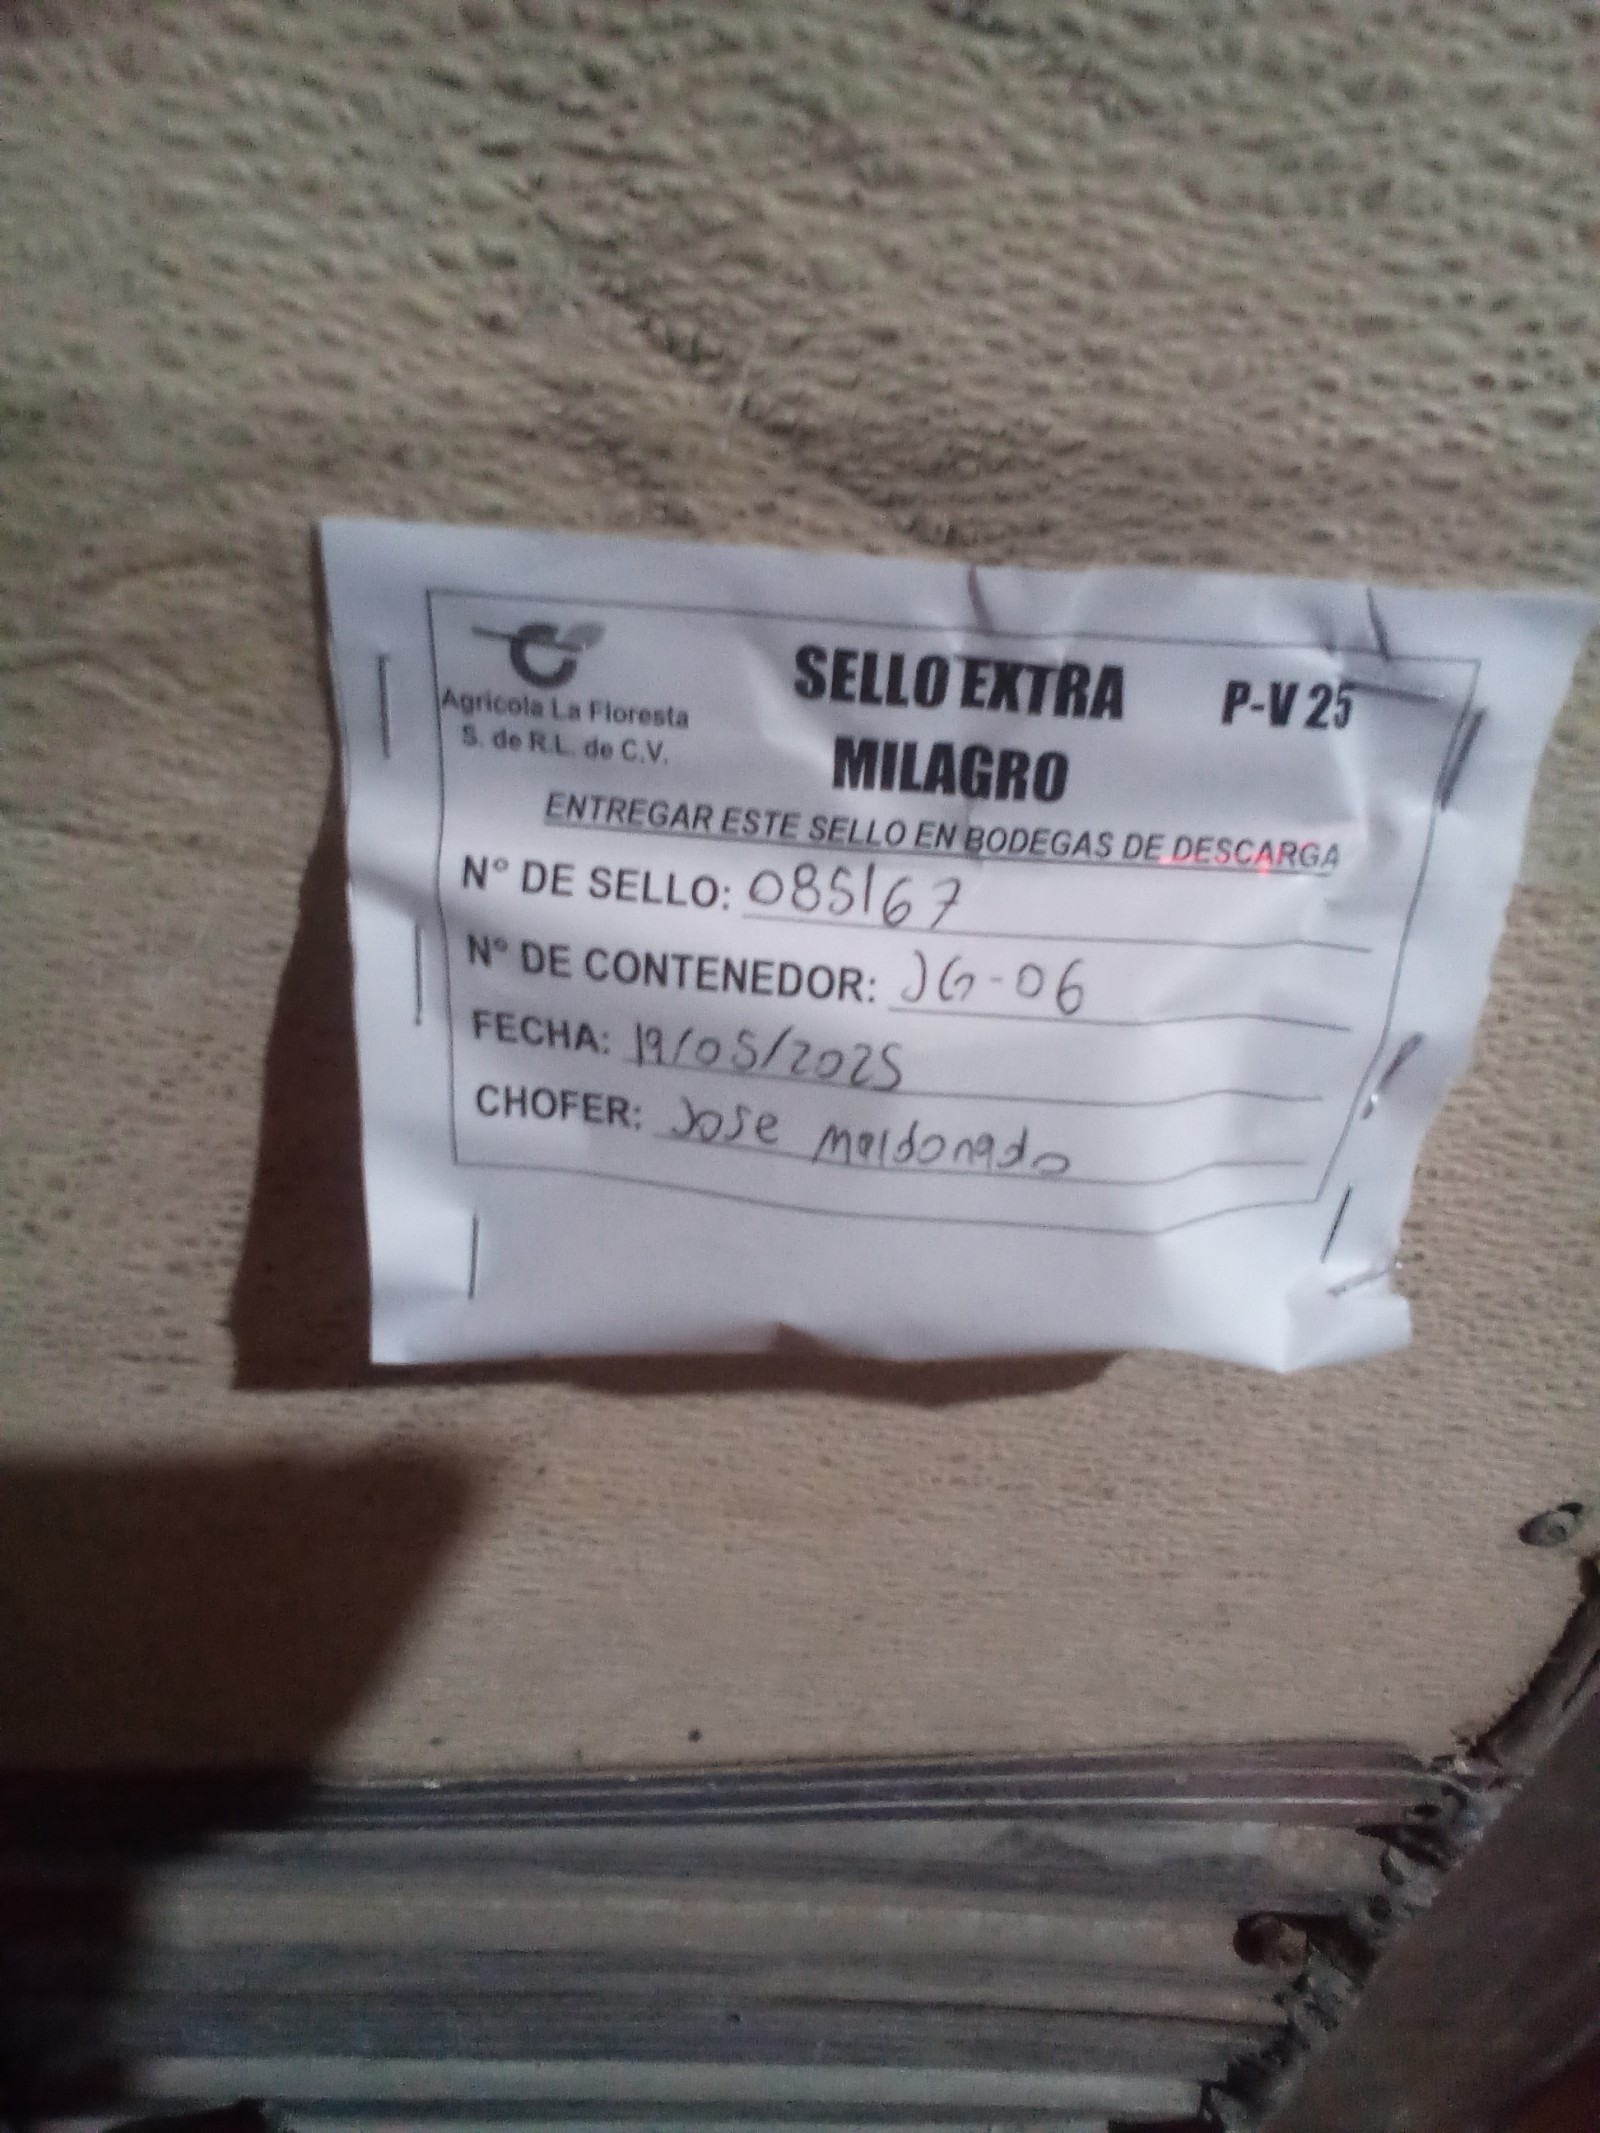 Agrícola La Floresta
S. de R.L. de C.V.
SELLO EXTRA P-V 25
MILAGRO
ENTREGAR ESTE SELLO EN BODEGAS DE DESCARGA
N° DE SELLO: 085167
N° DE CONTENEDOR: JG-06
FECHA: 19/05/2025
CHOFER: Jose maldonado